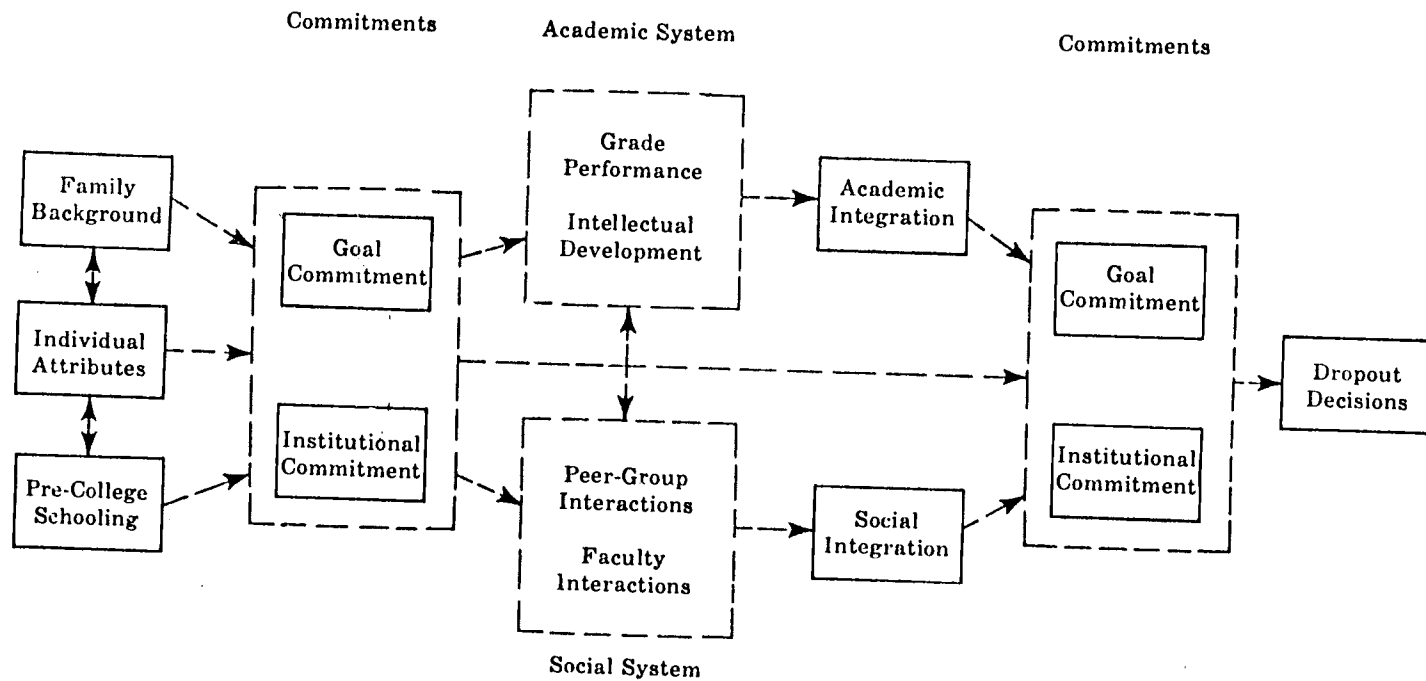 Commitments
Academic System
Commitments
Family
Background
Individual
Attributes
Pre-College
Schooling
Goal
Commitment
Institutional
Commitment
Grade
Performance
Intellectual
Development
Peer-Group
Interactions
Faculty
Interactions
Social System
Academic
Integration
Social
Integration
Goal
Commitment
Institutional
Commitment
Dropout
Decisions